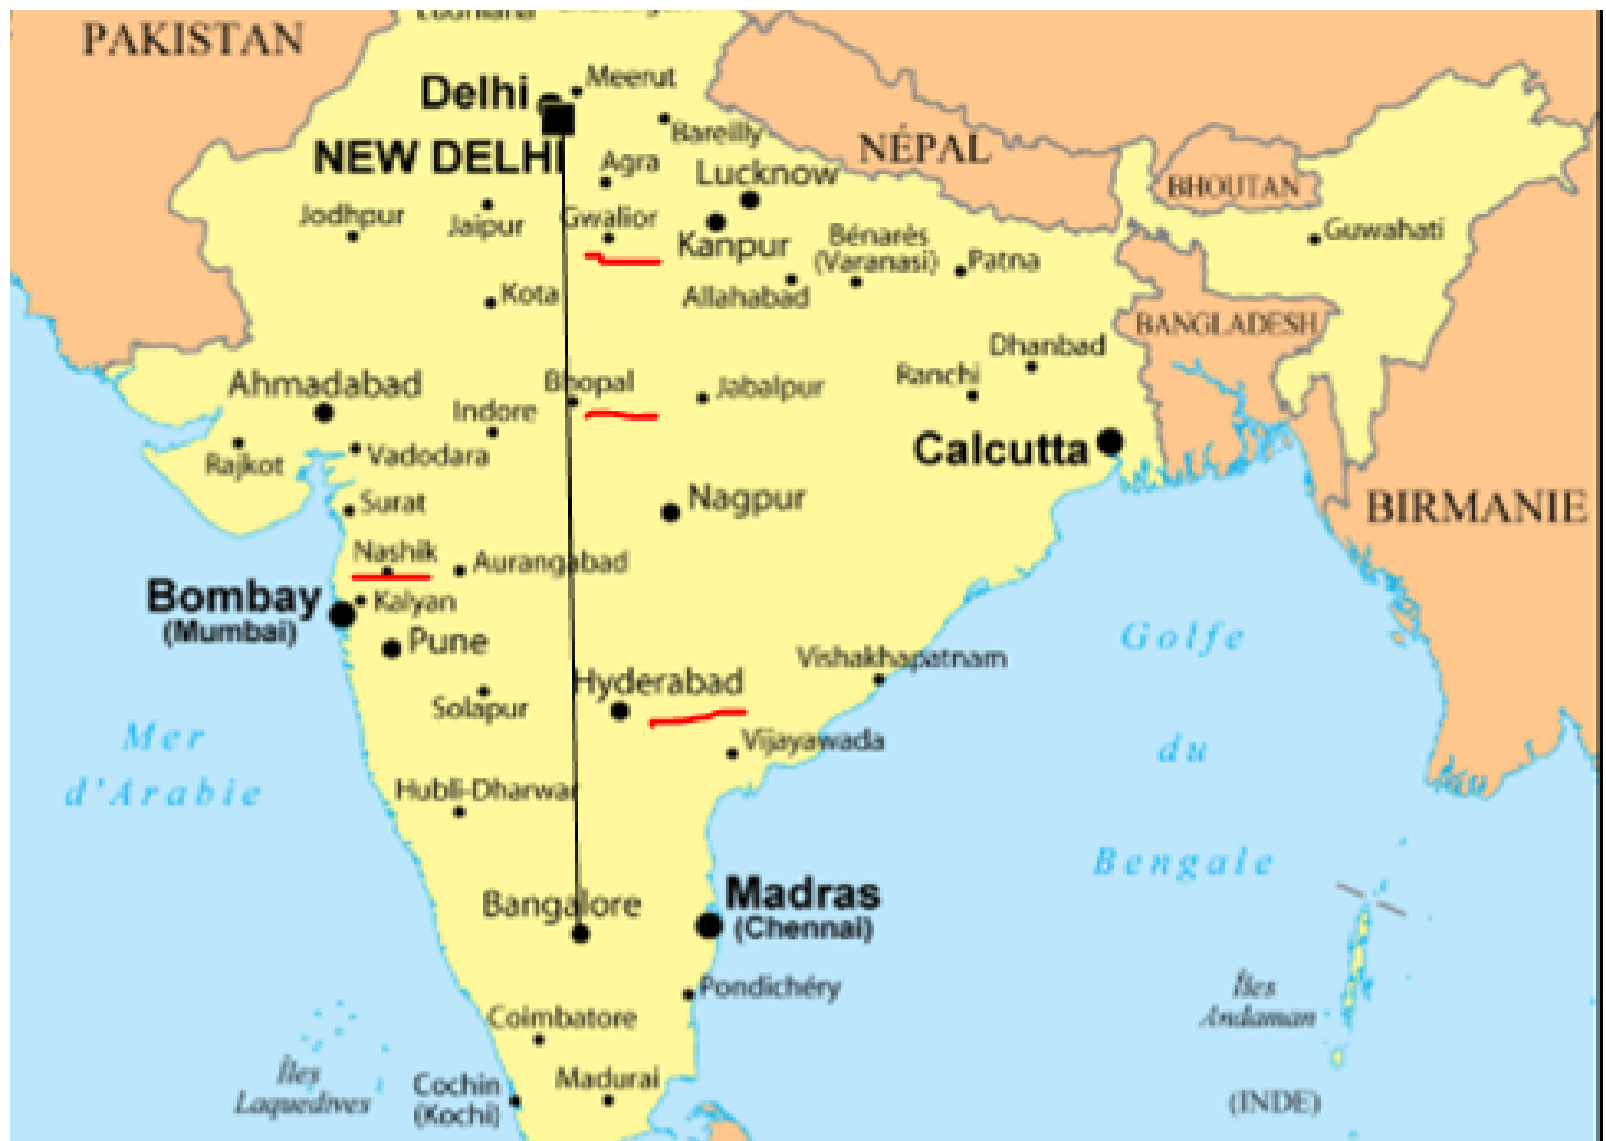 PAKISTAN
Delhi
Meerut
NEW DELHI
Bareilly
NÉPAL
Agra
Lucknow
BHOUTAN
Jodhpur
Jaipur
Gwalior
Kanpur
Bénarès
(Varanasi)
Patna
Guwahati
Kota
Allahabad
BANGLADESH
Dhanbad
Ranchi
Ahmadabad
Bhopal
Jabalpur
Indore
Calcutta
Rajkot
Vadodara
Surat
Nagpur
BIRMANIE
Nashik
Aurangabad
Bombay
(Mumbai)
Kalyan
Pune
Golfe
Vishakhapatnam
Hyderabad
Solapur
Mer
d'Arabie
Vijayawada
du
Hubli-Dharwar
Bengale
Bangalore
Madras
(Chennai)
Pondichéry
Îles
Andaman
Coimbatore
Îles
Laquedives
Cochin
(Kochi)
Madurai
(INDE)